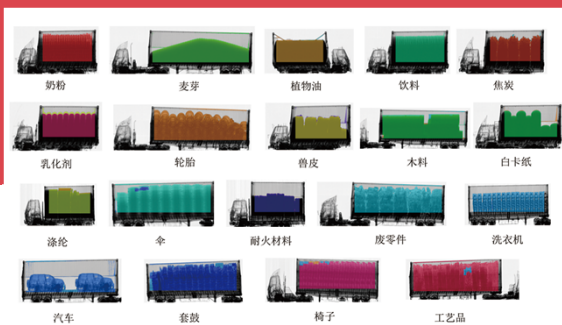 奶粉 麦芽 植物油 饮料 焦炭
乳化剂 轮胎 兽皮 木料 白卡纸
涤纶 伞 耐火材料 废零件 洗衣机
汽车 套鼓 椅子 工艺品